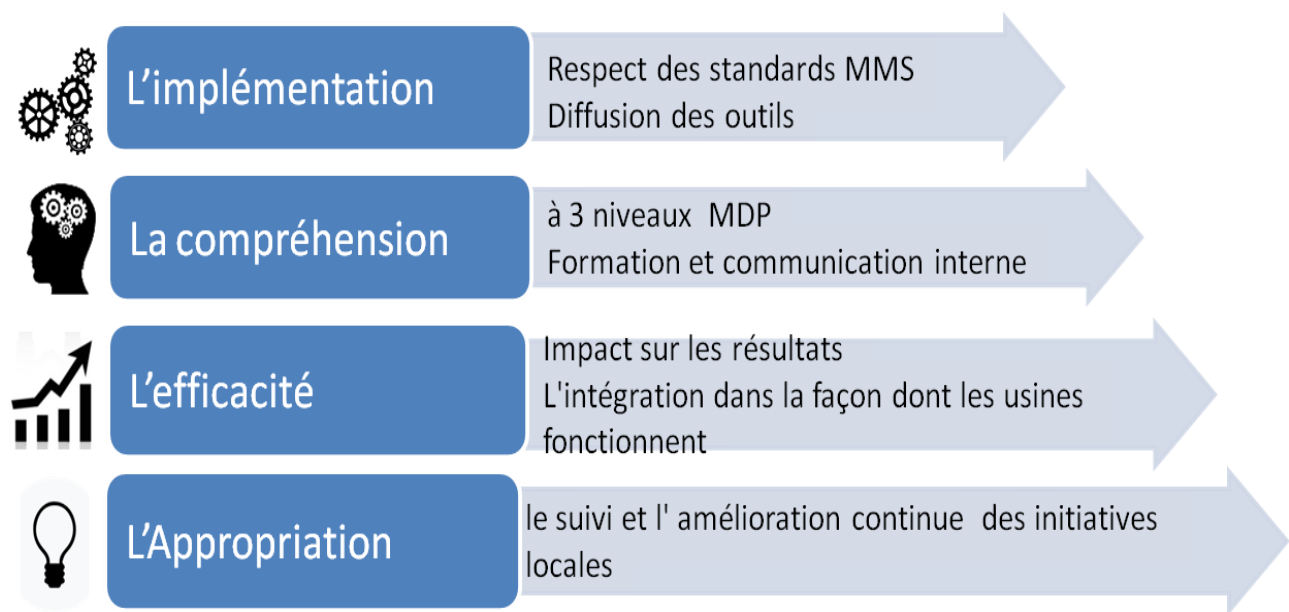 L'implémentation
Respect des standards MMS
Diffusion des outils
La compréhension
à 3 niveaux MDP
Formation et communication interne
L'efficacité
Impact sur les résultats
L'intégration dans la façon dont les usines
fonctionnent
L'Appropriation
le suivi et l' amélioration continue des initiatives
locales